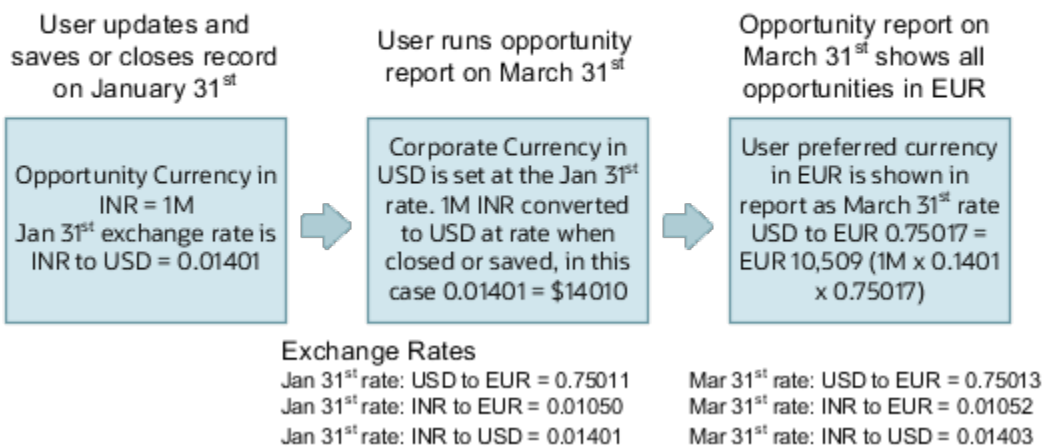 User updates and
saves or closes record
on January 31st
User runs opportunity
report on March 31st
Opportunity report on
March 31st shows all
opportunities in EUR
Opportunity Currency in
INR = 1M
Jan 31st exchange rate is
INR to USD = 0.01401
Corporate Currency in
USD is set at the Jan 31st
rate. 1M INR converted
to USD at rate when
closed or saved, in this
case 0.01401 = $14010
User preferred currency
in EUR is shown in
report as March 31st rate
USD to EUR 0.75017 =
EUR 10,509 (1M x 0.1401
x 0.75017)
Exchange Rates
Jan 31st rate: USD to EUR = 0.75011
Jan 31st rate: INR to EUR = 0.01050
Jan 31st rate: INR to USD = 0.01401
Mar 31st rate: USD to EUR = 0.75013
Mar 31st rate: INR to EUR = 0.01052
Mar 31st rate: INR to USD = 0.01403